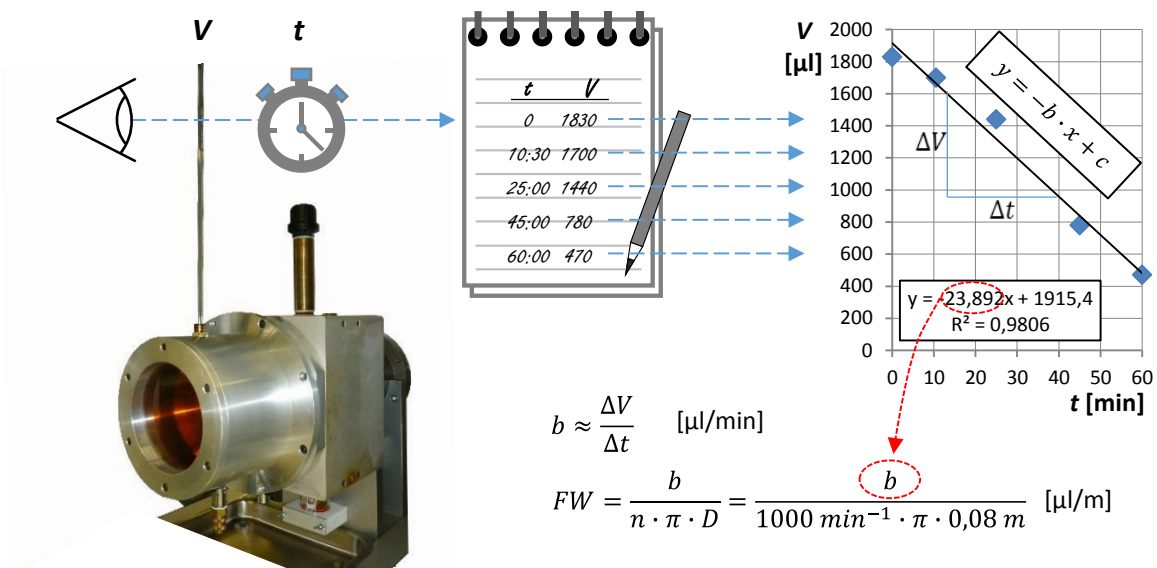 V t
t V
0 1830
10:30 1700
25:00 1440
45:00 780
60:00 470
V
[µl]
2000
1800
1600
1400
1200
1000
800
600
400
200
0
0 10 20 30 40 50 60
t [min]
y = −b · x + c
ΔV
Δt
y = -23,892x + 1915,4
R² = 0,9806
b ≈ ΔV/Δt [µl/min]
FW = b/(n · π · D) = b/(1000 min⁻¹ · π · 0,08 m) [µl/m]